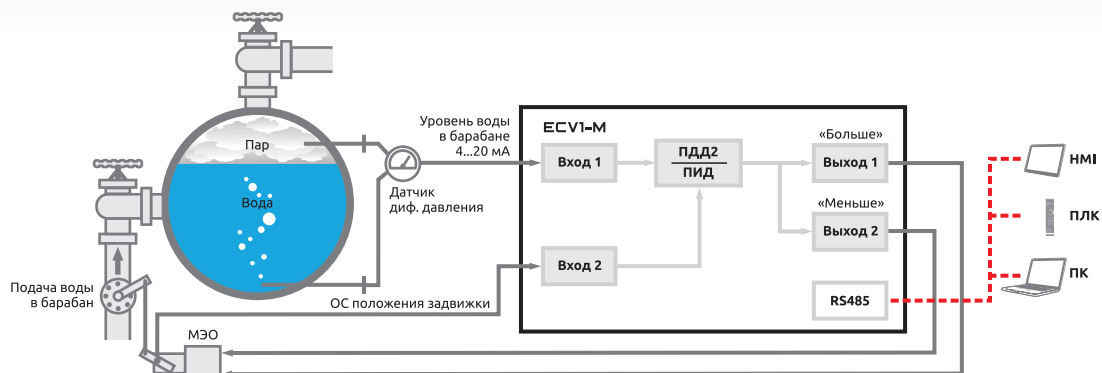 Пар
Вода
Подача воды
в барабан
МЭО
Датчик
диф. давления
ОС положения задвижки
Уровень воды
в барабане
4...20 мА
ECV1-M
Вход 1
Вход 2
ПДД2
ПИД
«Больше»
Выход 1
«Меньше»
Выход 2
RS485
HMI
ПЛК
ПК